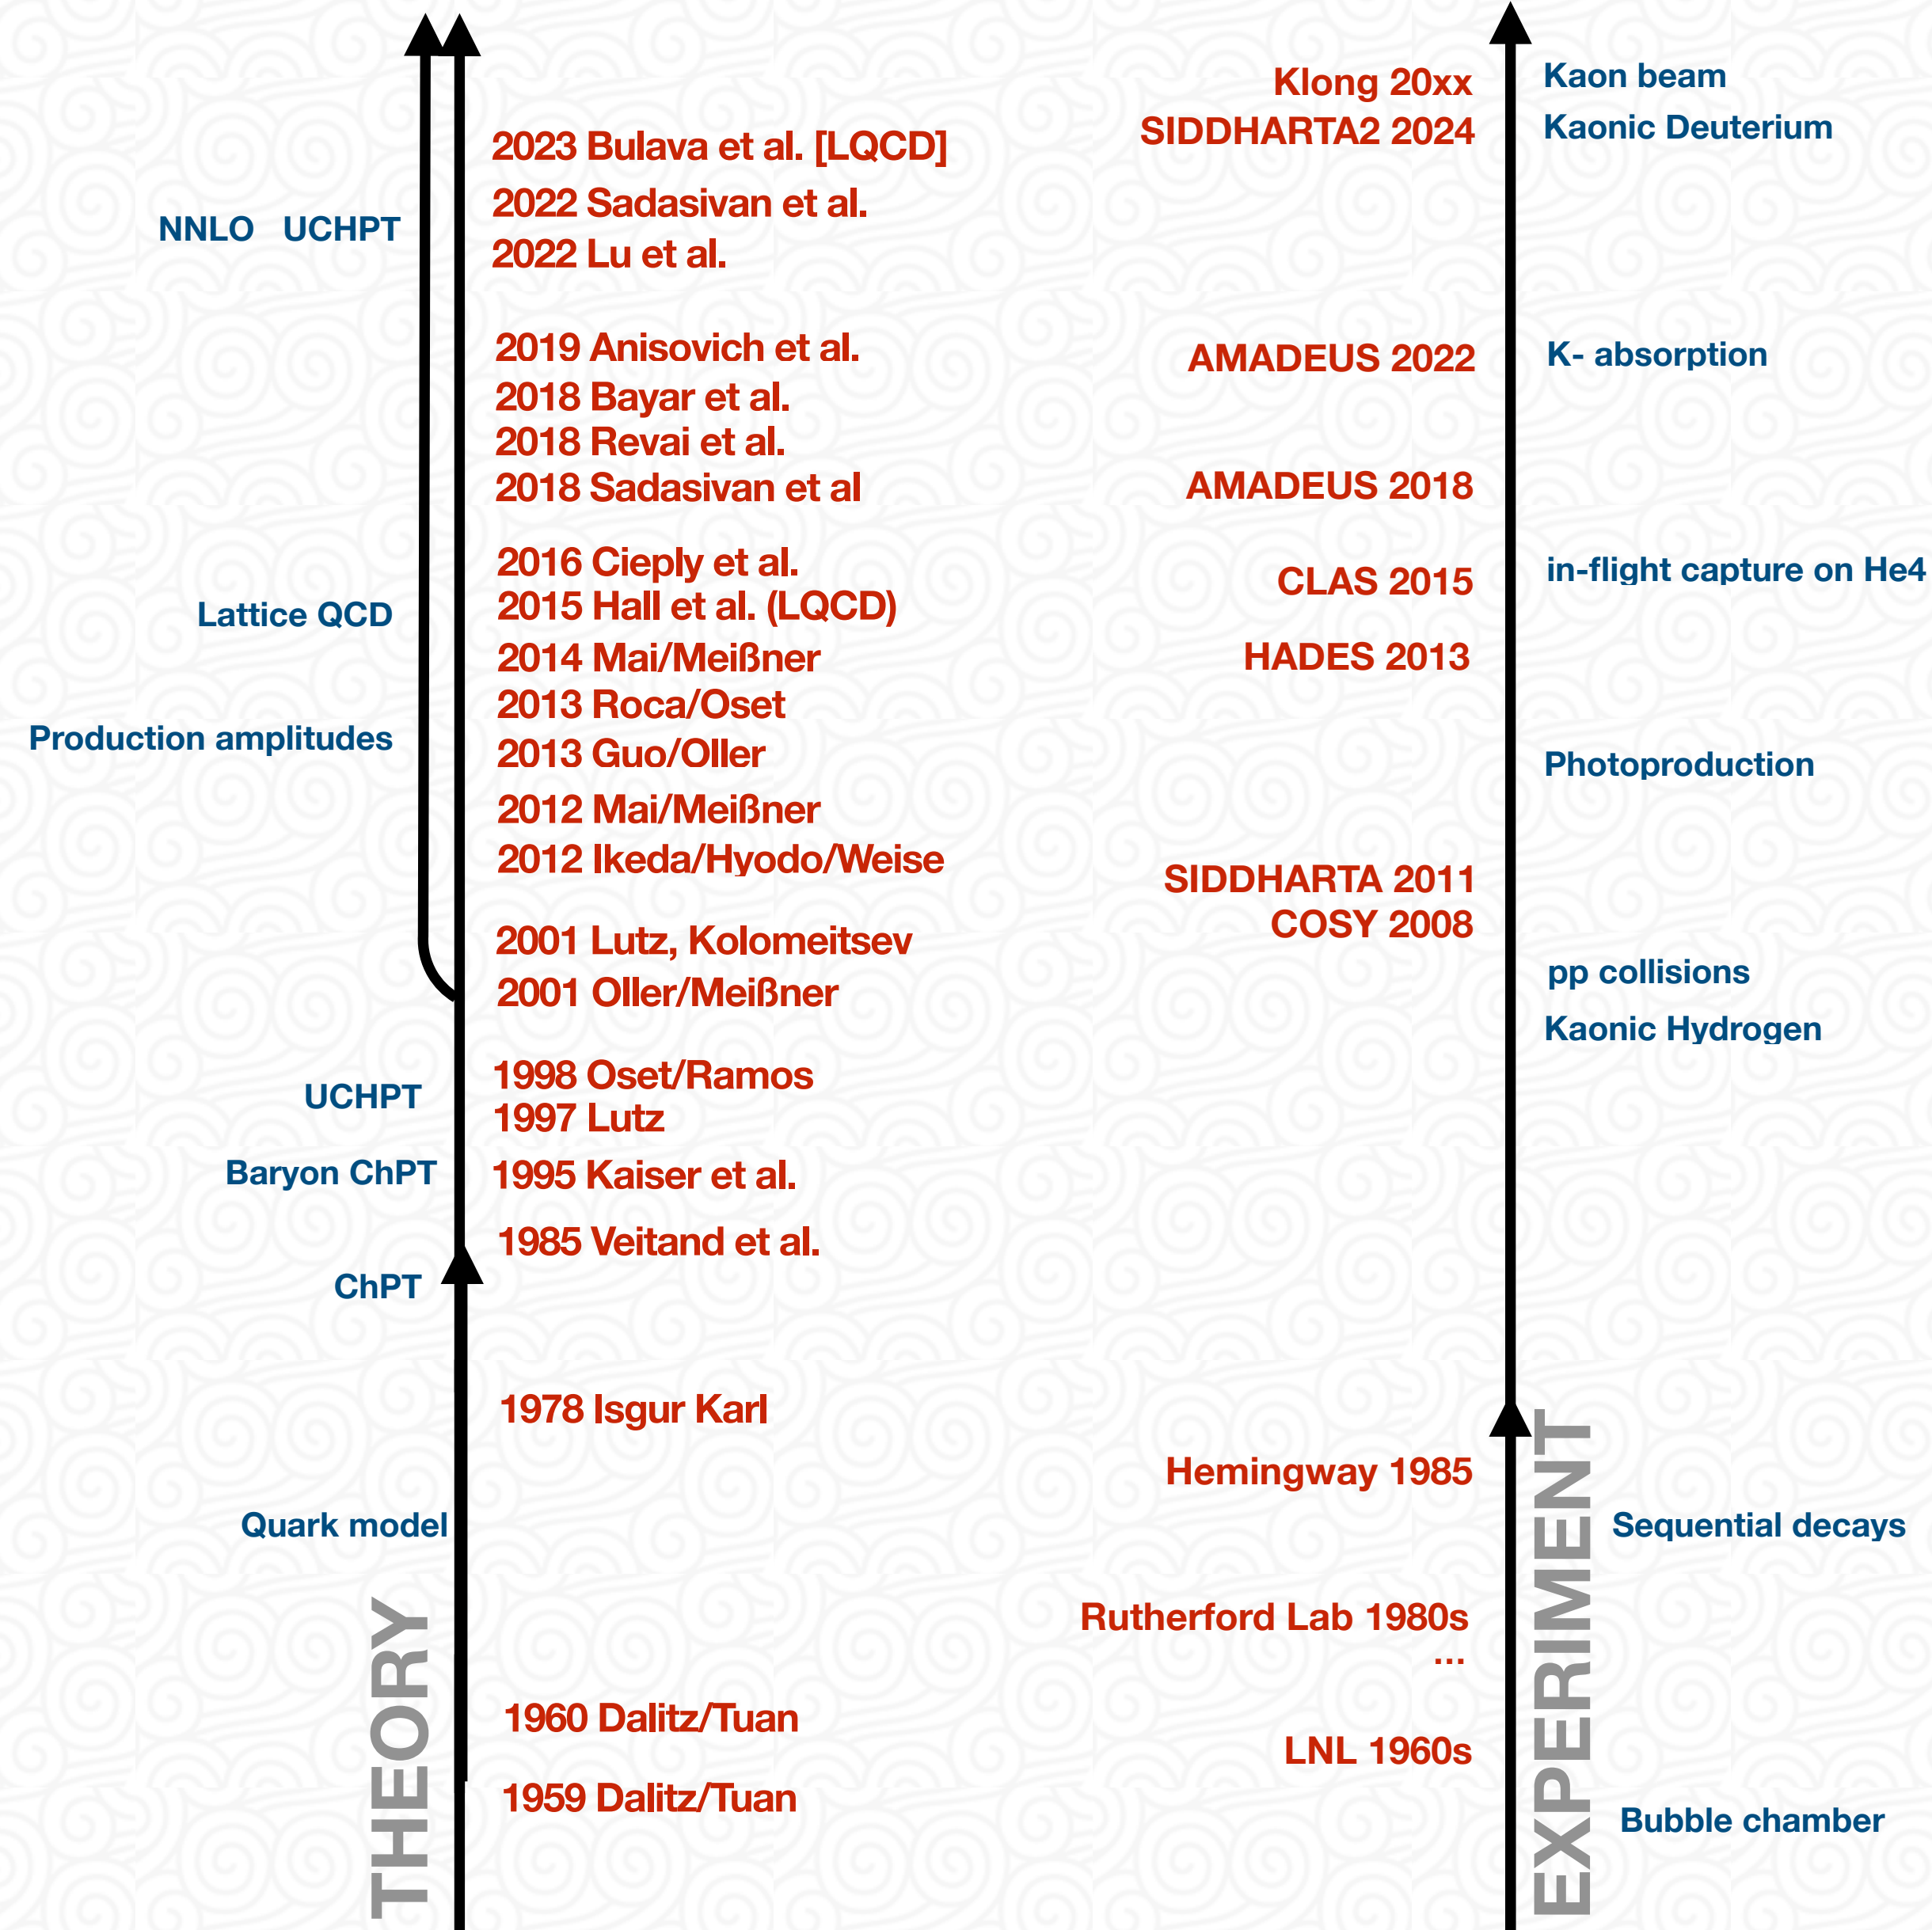 NNLO UCHPT
Lattice QCD
Production amplitudes
UCHPT
Baryon ChPT
ChPT
Quark model
THEORY
2023 Bulava et al. [LQCD]
2022 Sadasivan et al.
2022 Lu et al.
2019 Anisovich et al.
2018 Bayar et al.
2018 Revai et al.
2018 Sadasivan et al
2016 Cieply et al.
2015 Hall et al. (LQCD)
2014 Mai/Meißner
2013 Roca/Oset
2013 Guo/Oller
2012 Mai/Meißner
2012 Ikeda/Hyodo/Weise
2001 Lutz, Kolomeitsev
2001 Oller/Meißner
1998 Oset/Ramos
1997 Lutz
1995 Kaiser et al.
1985 Veitand et al.
1978 Isgur Karl
1960 Dalitz/Tuan
1959 Dalitz/Tuan
Klong 20xx
SIDDHARTA2 2024
AMADEUS 2022
AMADEUS 2018
CLAS 2015
HADES 2013
SIDDHARTA 2011
COSY 2008
Hemingway 1985
Rutherford Lab 1980s
...
LNL 1960s
EXPERIMENT
Kaon beam
Kaonic Deuterium
K- absorption
in-flight capture on He4
Photoproduction
pp collisions
Kaonic Hydrogen
Sequential decays
Bubble chamber